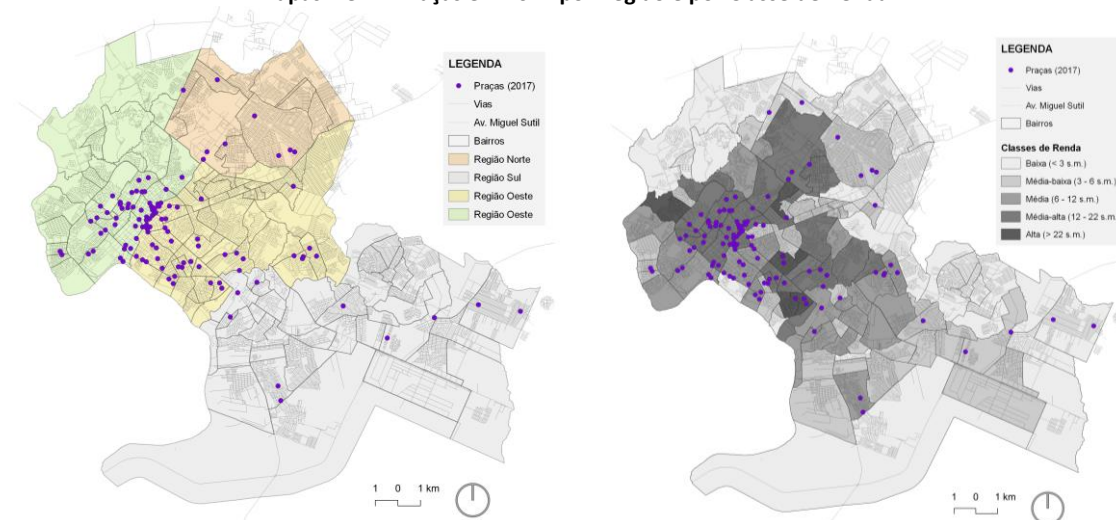 LEGENDA
Praças (2017)
Vias
Av. Miguel Sutil
Bairros
Região Norte
Região Sul
Região Oeste
Região Oeste
1 0 1 km
LEGENDA
Praças (2017)
Vias
Av. Miguel Sutil
Bairros
Classes de Renda
Baixa (< 3 s.m.)
Média-baixa (3 - 6 s.m.)
Média (6 - 12 s.m.)
Média-alta (12 - 22 s.m.)
Alta (> 22 s.m.)
1 0 1 km